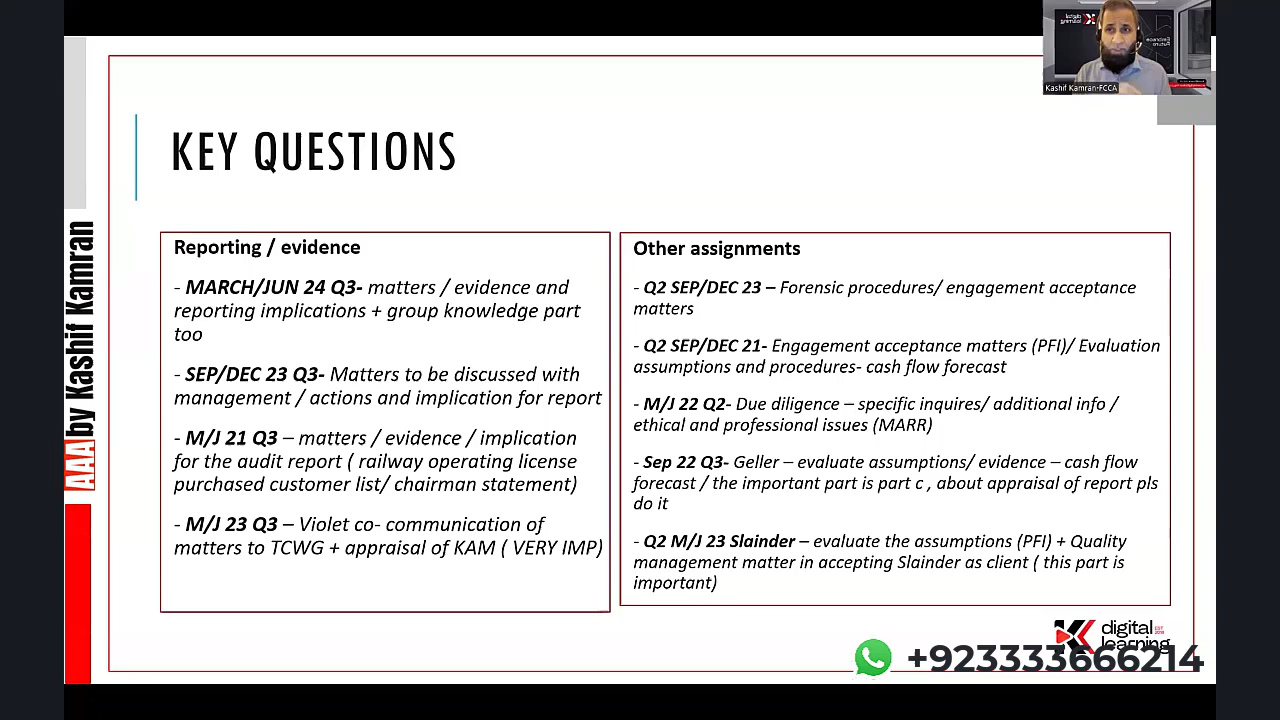 Kashif Kamran-FCCA
AAA by Kashif Kamran
KEY QUESTIONS
Reporting / evidence
- MARCH/JUN 24 Q3- matters / evidence and
reporting implications + group knowledge part
too
- SEP/DEC 23 Q3- Matters to be discussed with
management / actions and implication for report
- M/J 21 Q3 – matters / evidence / implication
for the audit report ( railway operating license
purchased customer list/ chairman statement)
- M/J 23 Q3 – Violet co- communication of
matters to TCWG + appraisal of KAM ( VERY IMP)
Other assignments
- Q2 SEP/DEC 23 – Forensic procedures/ engagement acceptance
matters
- Q2 SEP/DEC 21- Engagement acceptance matters (PFI)/ Evaluation
assumptions and procedures- cash flow forecast
- M/J 22 Q2- Due diligence – specific inquires/ additional info /
ethical and professional issues (MARR)
- Sep 22 Q3- Geller – evaluate assumptions/ evidence – cash flow
forecast / the important part is part c , about appraisal of report pls
do it
- Q2 M/J 23 Slainder – evaluate the assumptions (PFI) + Quality
management matter in accepting Slainder as client ( this part is
important)
digital
learning
+923333666214